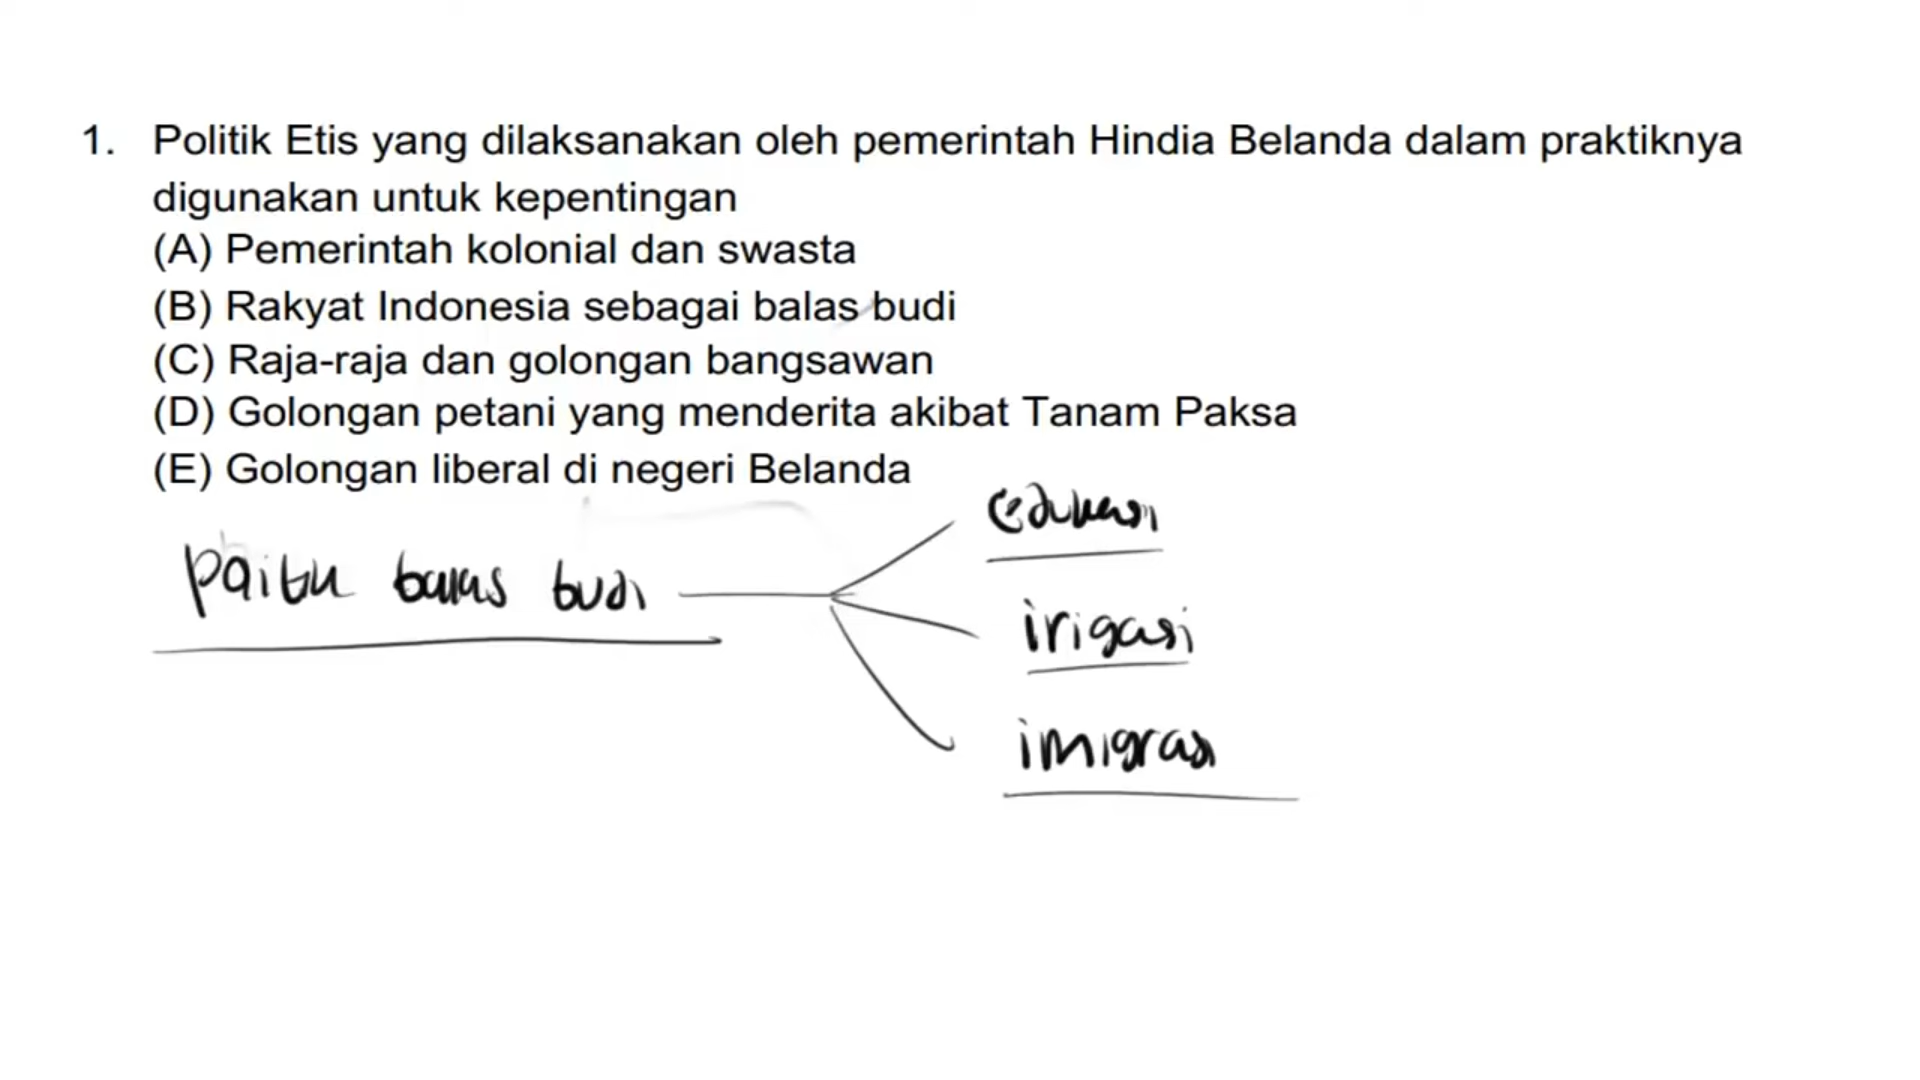 1. Politik Etis yang dilaksanakan oleh pemerintah Hindia Belanda dalam praktiknya
digunakan untuk kepentingan
(A) Pemerintah kolonial dan swasta
(B) Rakyat Indonesia sebagai balas budi
(C) Raja-raja dan golongan bangsawan
(D) Golongan petani yang menderita akibat Tanam Paksa
(E) Golongan liberal di negeri Belanda
edukasi
balas budi
irigasi
imigrasi